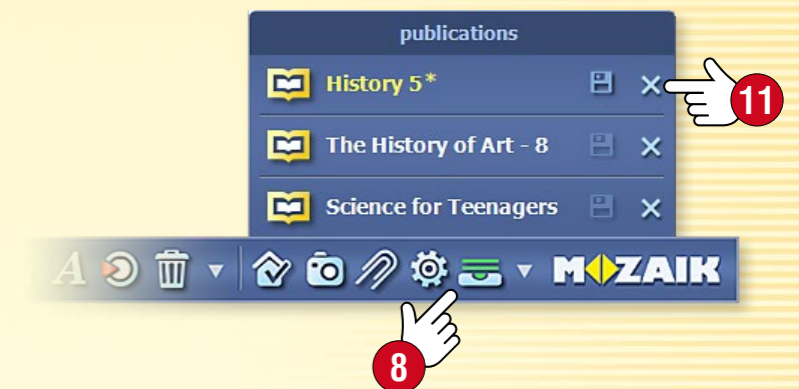 publications
History 5*
11
The History of Art - 8
Science for Teenagers
A
MOZAIK
8